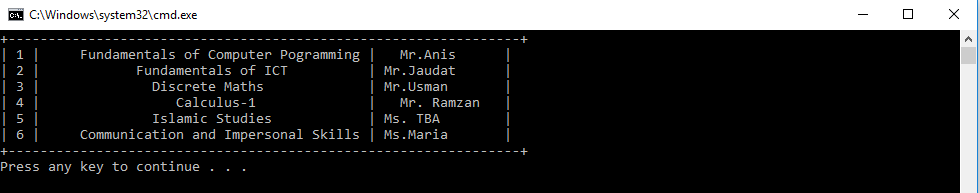 C:\Windows\system32\cmd.exe
+----------------------------------------------------------------+
| 1 |     Fundamentals of Computer Pogramming |   Mr.Anis      |
| 2 |            Fundamentals of ICT          | Mr.Jaudat      |
| 3 |              Discrete Maths             | Mr.Usman       |
| 4 |                 Calculus-1              |   Mr. Ramzan   |
| 5 |              Islamic Studies            | Ms. TBA        |
| 6 |     Communication and Impersonal Skills | Ms.Maria       |
+----------------------------------------------------------------+
Press any key to continue . . .